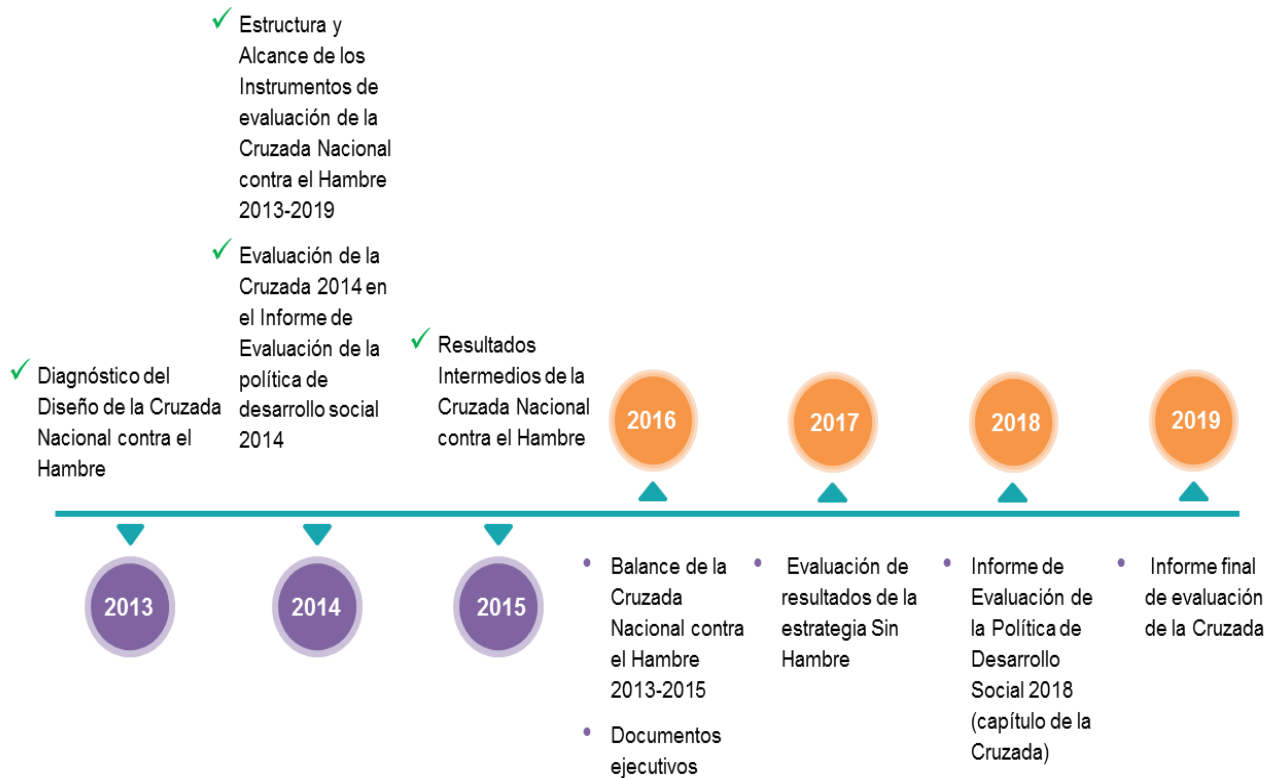 Diagnóstico del
Diseño de la Cruzada
Nacional contra el
Hambre
2013
Estructura y
Alcance de los
Instrumentos de
evaluación de la
Cruzada Nacional
contra el Hambre
2013-2019
Evaluación de la
Cruzada 2014 en
el Informe de
Evaluación de la
política de
desarrollo social
2014
2014
Resultados
Intermedios de la
Cruzada Nacional
contra el Hambre
2015
2016
Balance de la
Cruzada
Nacional contra
el Hambre
2013-2015
Documentos
ejecutivos
2017
Evaluación de
resultados de la
estrategia Sin
Hambre
2018
Informe de
Evaluación de
la Política de
Desarrollo
Social 2018
(capítulo de la
Cruzada)
2019
Informe final
de evaluación
de la Cruzada